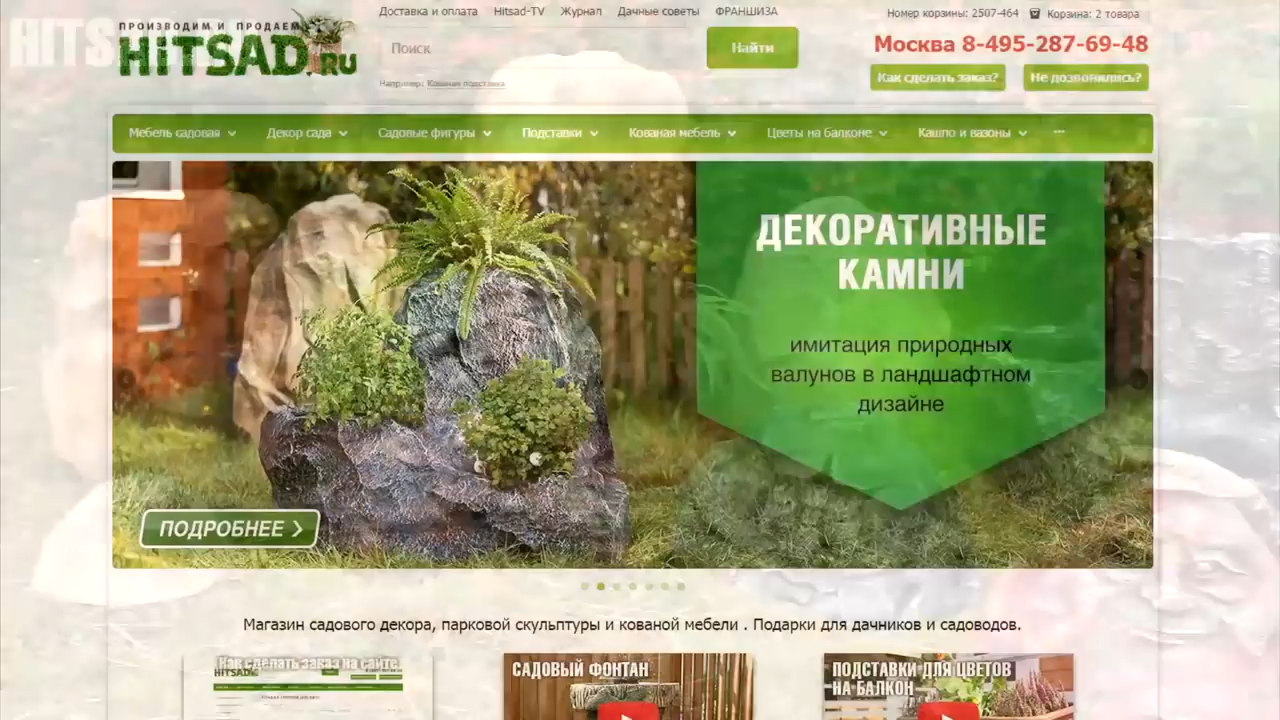 HITS
ПРОИЗВОДИМ И ПРОДАЕМ
HiTSAD.RU
Доставка и оплата Hitsad-TV Журнал Дачные советы ФРАНШИЗА
Номер корзины: 2507-464 Корзина: 2 товара
Поиск
Найти
Москва 8-495-287-69-48
Например: Кованая подставка
Как сделать заказ? Не дозвонились?
Мебель садовая Декор сада Садовые фигуры Подставки Кованая мебель Цветы на балконе Кашпо и вазоны ...
ДЕКОРАТИВНЫЕ
КАМНИ
имитация природных
валунов в ландшафтном
дизайне
ПОДРОБНЕЕ
Магазин садового декора, парковой скульптуры и кованой мебели . Подарки для дачников и садоводов.
Как сделать заказ на сайте.
HITSAD
САДОВЫЙ ФОНТАН
ПОДСТАВКИ ДЛЯ ЦВЕТОВ
НА БАЛКОН